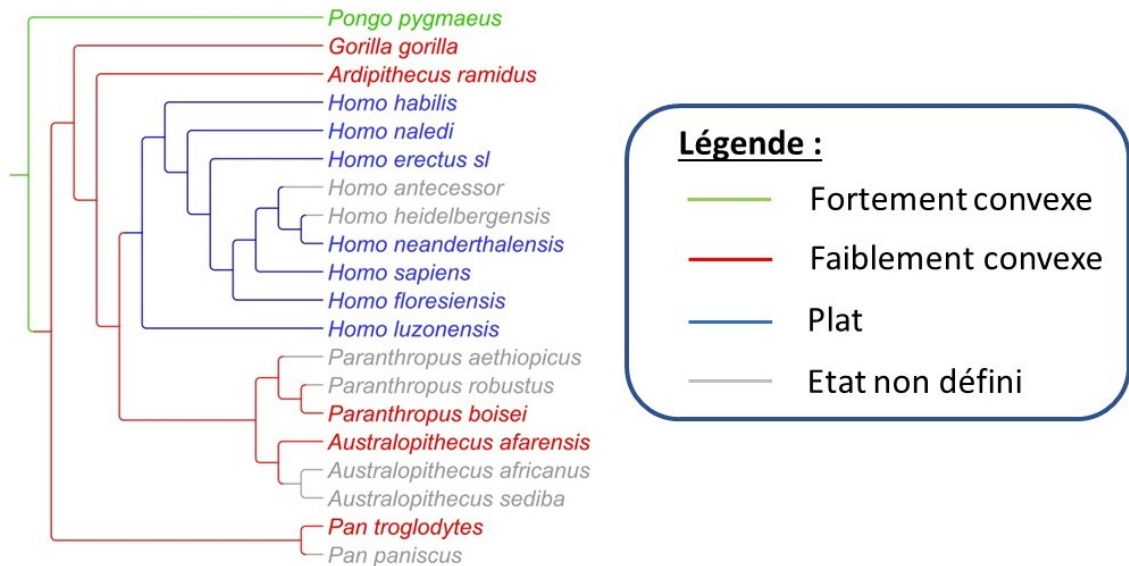 Pongo pygmaeus
Gorilla gorilla
Ardipithecus ramidus
Homo habilis
Homo naledi
Homo erectus sl
Homo antecessor
Homo heidelbergensis
Homo neanderthalensis
Homo sapiens
Homo floresiensis
Homo luzonensis
Paranthropus aethiopicus
Paranthropus robustus
Paranthropus boisei
Australopithecus afarensis
Australopithecus africanus
Australopithecus sediba
Pan troglodytes
Pan paniscus
Légende :
Fortement convexe
Faiblement convexe
Plat
Etat non défini